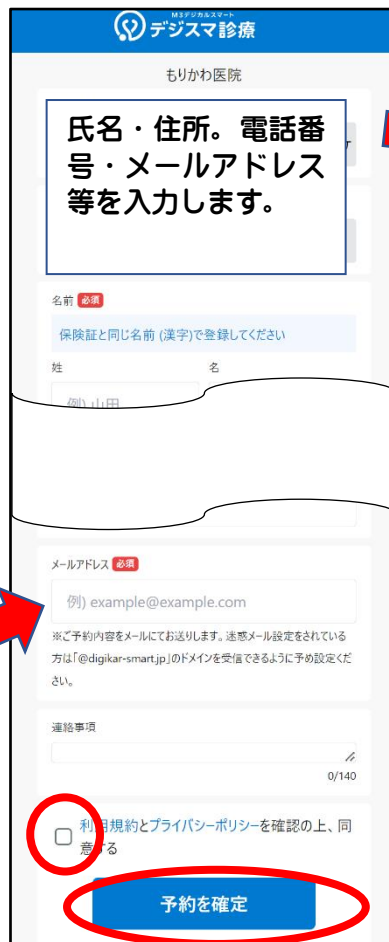 M3デジカルスマート
デジスマ診療
もりかわ医院
氏名・住所。電話番
号・メールアドレス
等を入力します。
名前 必須
保険証と同じ名前 (漢字)で登録してください
姓 名
例) 山田
メールアドレス 必須
例) example@example.com
※ご予約内容をメールにてお送りします。迷惑メール設定をされている
方は「@digikar-smart.jp」のドメインを受信できるように予め設定くだ
さい。
連絡事項
0/140
利用規約とプライバシーポリシーを確認の上、同
意する
予約を確定